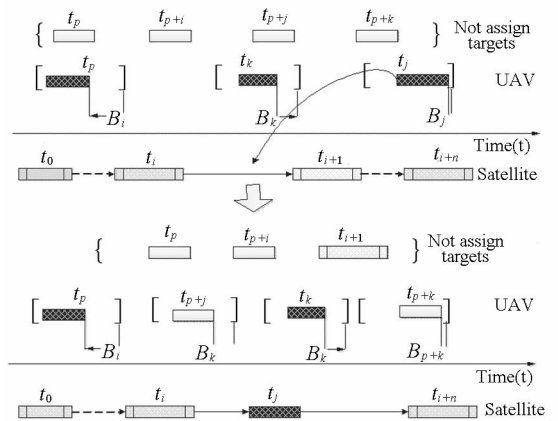 { t_p t_{p+i} t_{p+j} t_{p+k} } Not assign targets
[ t_p ] [ t_k ] [ t_j ] UAV
B_i B_k B_j
Time(t)
t_0 t_i t_{i+1} t_{i+n} Satellite
{ t_p t_{p+i} t_{i+1} } Not assign targets
[ t_p ] [ t_{p+j} ] [ t_k ] [ t_{p+k} ] UAV
B_i B_k B_k B_{p+k}
Time(t)
t_0 t_i t_j t_{i+n} Satellite